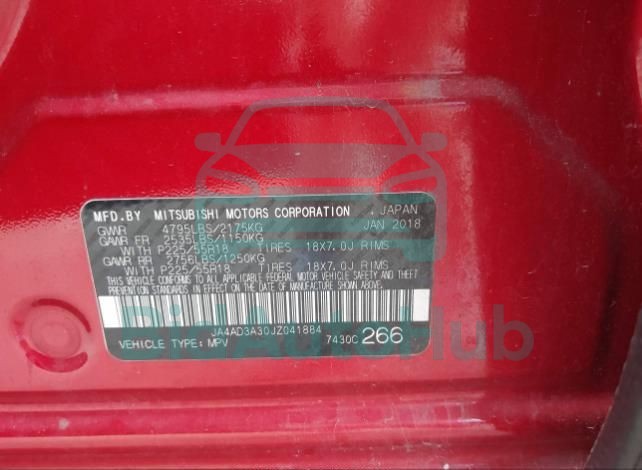 MFD.BY MITSUBISHI MOTORS CORPORATION , JAPAN
GVWR 4795LBS/2175KG JAN 2018
GAWR FR 2535LBS/1150KG
WITH P225/55R18 TIRES 18X7.0J RIMS
GAWR RR 2756LBS/1250KG
WITH P225/55R18 TIRES 18X7.0J RIMS
THIS VEHICLE CONFORMS TO ALL APPLICABLE FEDERAL MOTOR VEHICLE SAFETY AND THEFT
PREVENTION STANDARDS IN EFFECT ON THE DATE OF MANUFACTURE SHOWN ABOVE.
JA4AD3A30JZ041884
VEHICLE TYPE: MPV 7430C 266
BidAutoHub